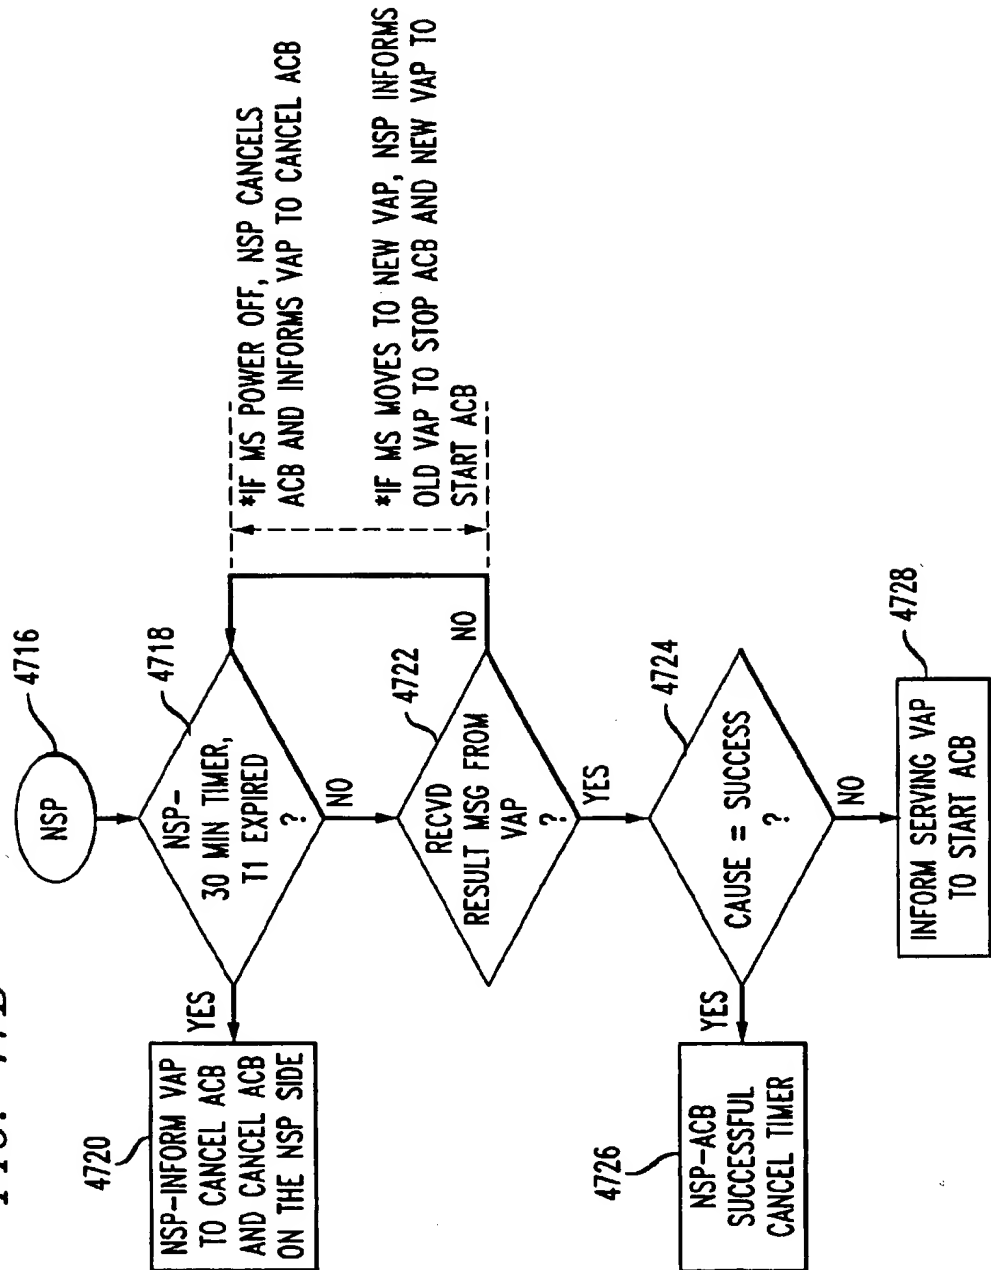 NSP
4716
NSP-
30 MIN TIMER,
T1 EXPIRED
?
4718
YES
NO
4720
NSP-INFORM VAP
TO CANCEL ACB
AND CANCEL ACB
ON THE NSP SIDE
*IF MS POWER OFF, NSP CANCELS
ACB AND INFORMS VAP TO CANCEL ACB
*IF MS MOVES TO NEW VAP, NSP INFORMS
OLD VAP TO STOP ACB AND NEW VAP TO
START ACB
RECVD
RESULT MSG FROM
VAP
?
4722
NO
YES
CAUSE = SUCCESS
?
4724
YES
NO
4726
NSP-ACB
SUCCESSFUL
CANCEL TIMER
4728
INFORM SERVING VAP
TO START ACB